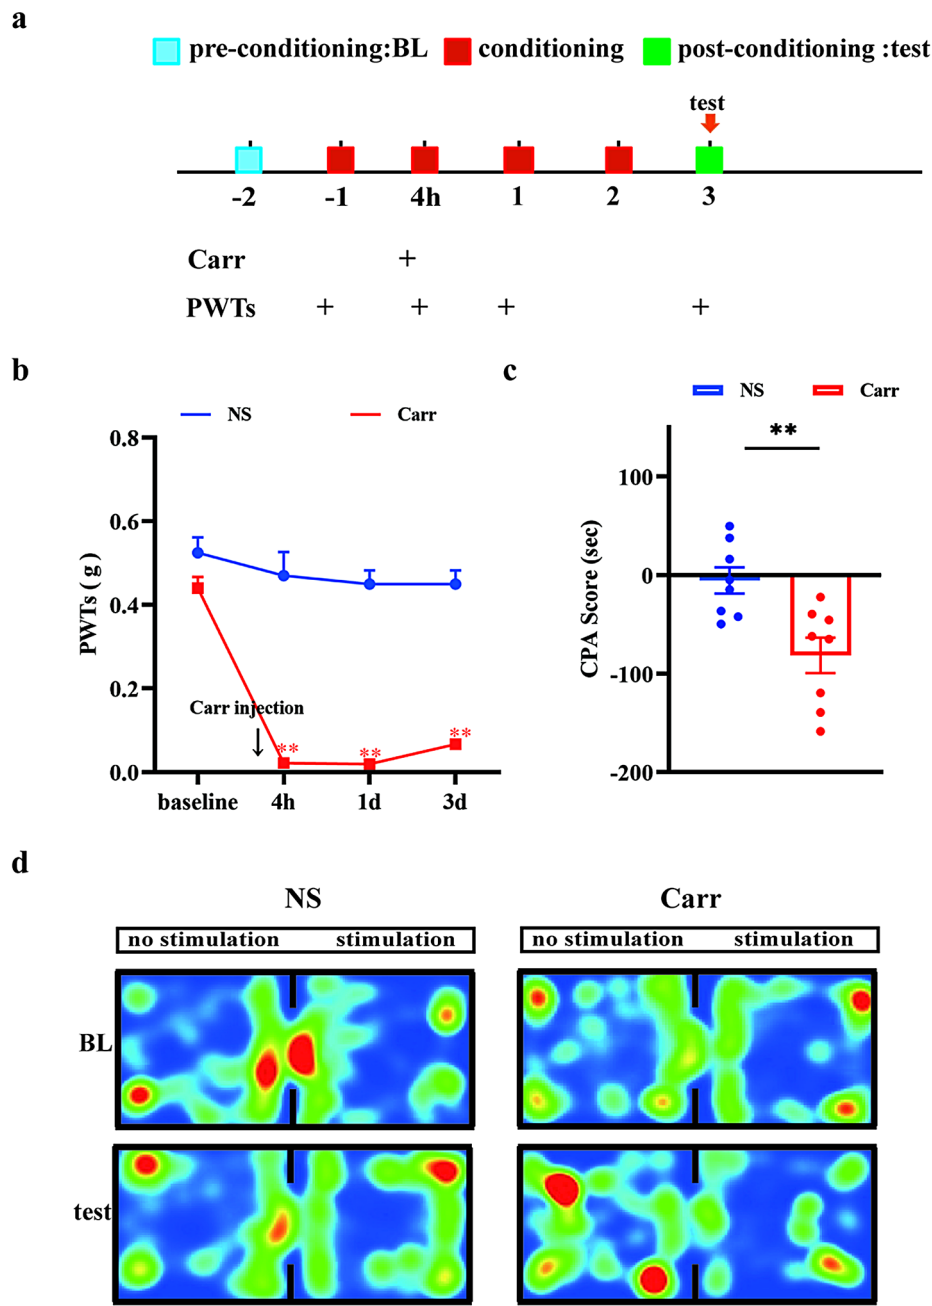 a
pre-conditioning:BL conditioning post-conditioning :test
test
-2 -1 4h 1 2 3
Carr +
PWTs + + + +
b
c
NS Carr
NS Carr
**
0.8
0.6
0.4
0.2
0.0
PWTs ( g )
Carr injection
** ** **
baseline 4h 1d 3d
100
0
-100
-200
CPA Score (sec)
d
NS Carr
no stimulation stimulation no stimulation stimulation
BL
test